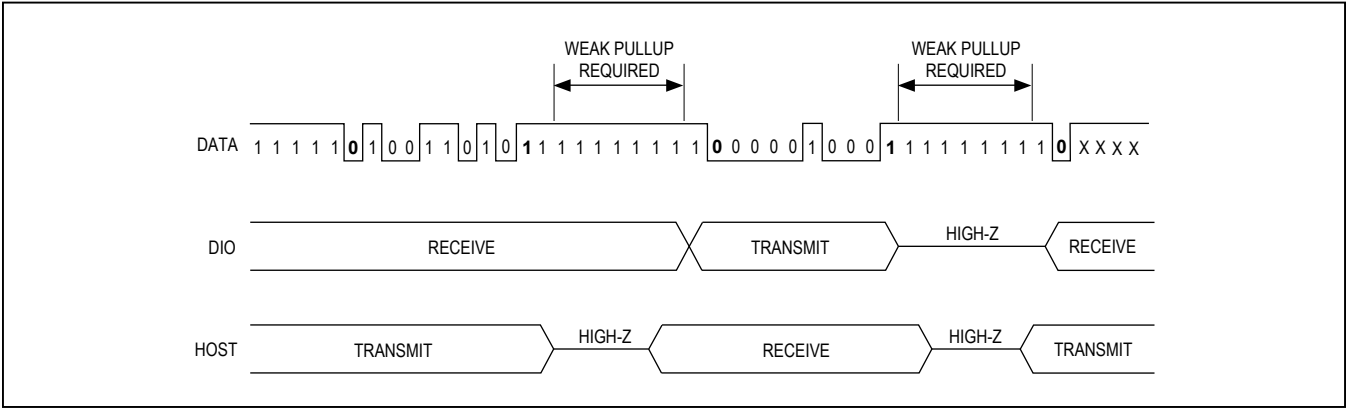 WEAK PULLUP
REQUIRED
WEAK PULLUP
REQUIRED
DATA 1 1 1 1 1 0 1 0 0 1 1 0 1 0 1 1 1 1 1 1 1 1 1 1 0 0 0 0 0 1 0 0 0 1 1 1 1 1 1 1 1 1 0 X X X X
DIO RECEIVE TRANSMIT HIGH-Z RECEIVE
HOST TRANSMIT HIGH-Z RECEIVE HIGH-Z TRANSMIT